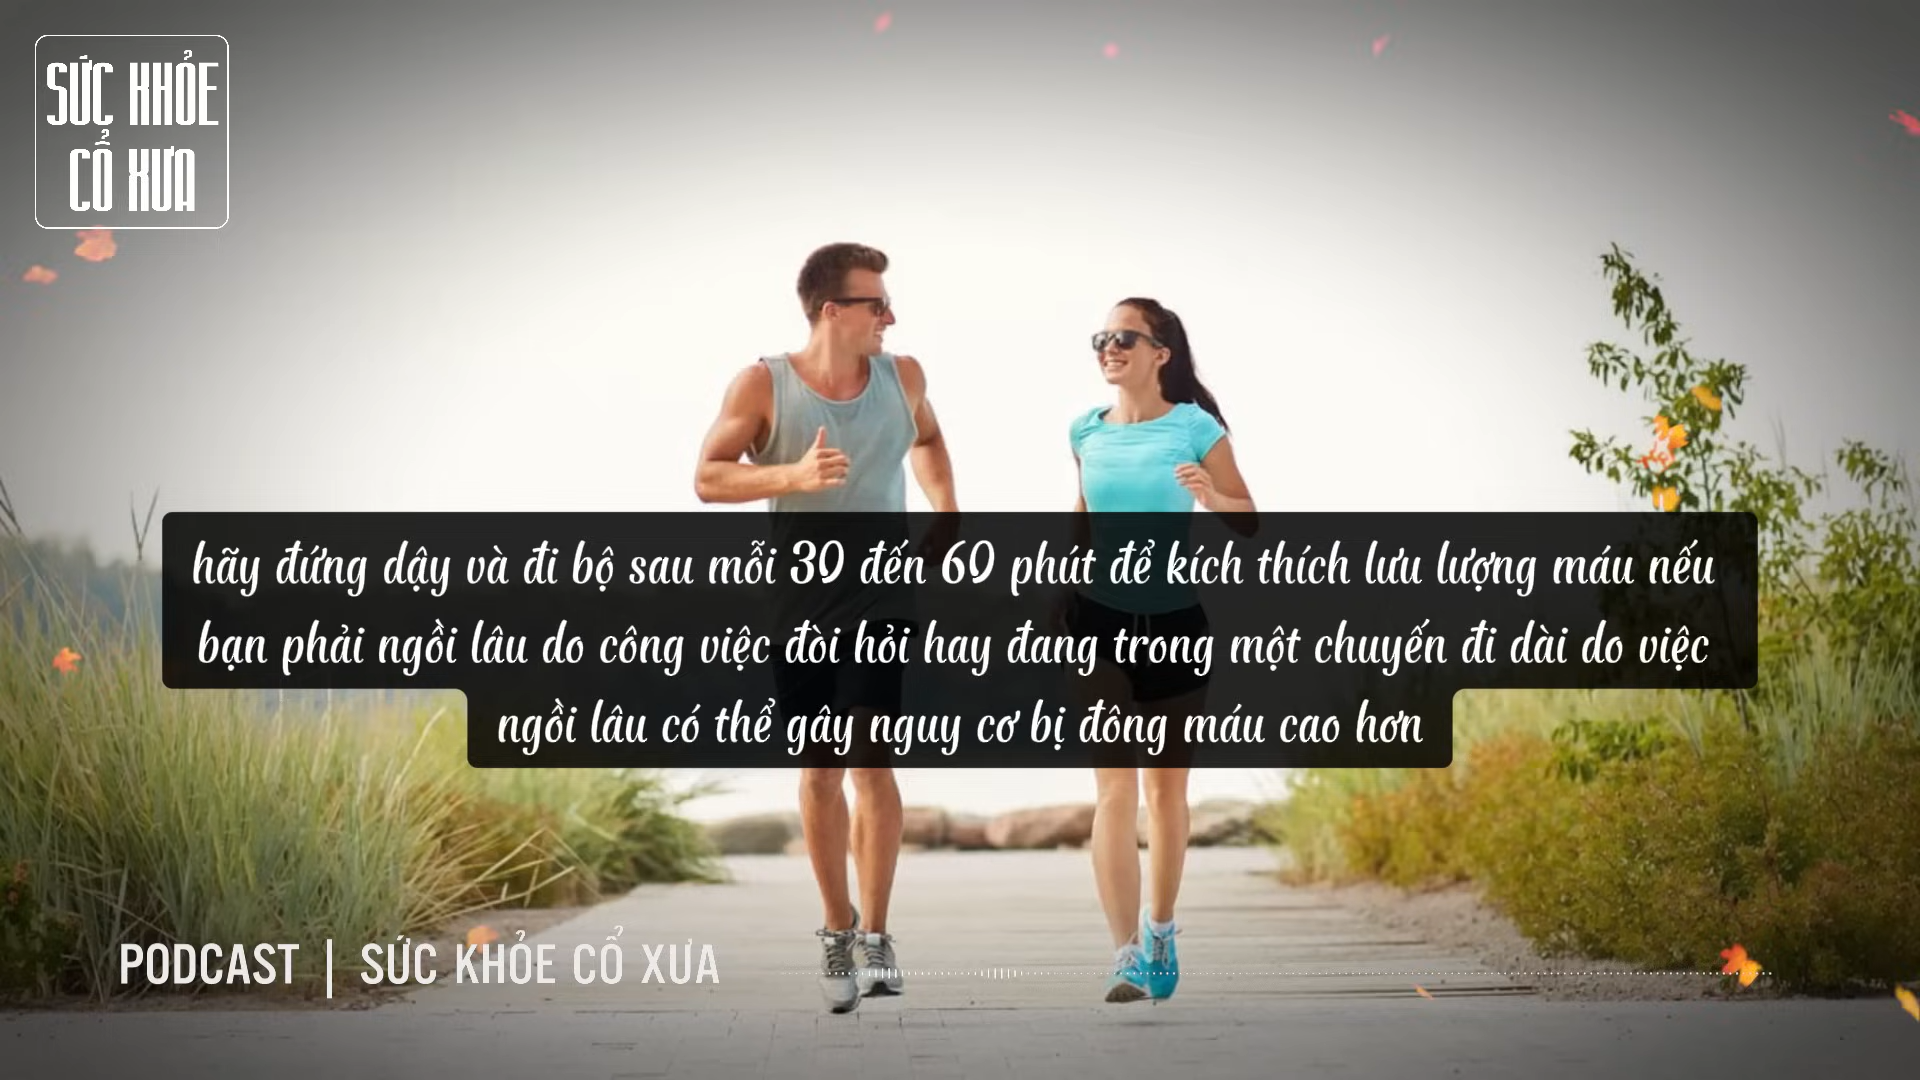 SỨC KHỎE
CỔ XƯA
hãy đứng dậy và đi bộ sau mỗi 30 đến 60 phút để kích thích lưu lượng máu nếu
bạn phải ngồi lâu do công việc đòi hỏi hay đang trong một chuyến đi dài do việc
ngồi lâu có thể gây nguy cơ bị đông máu cao hơn
PODCAST | SỨC KHỎE CỔ XƯA